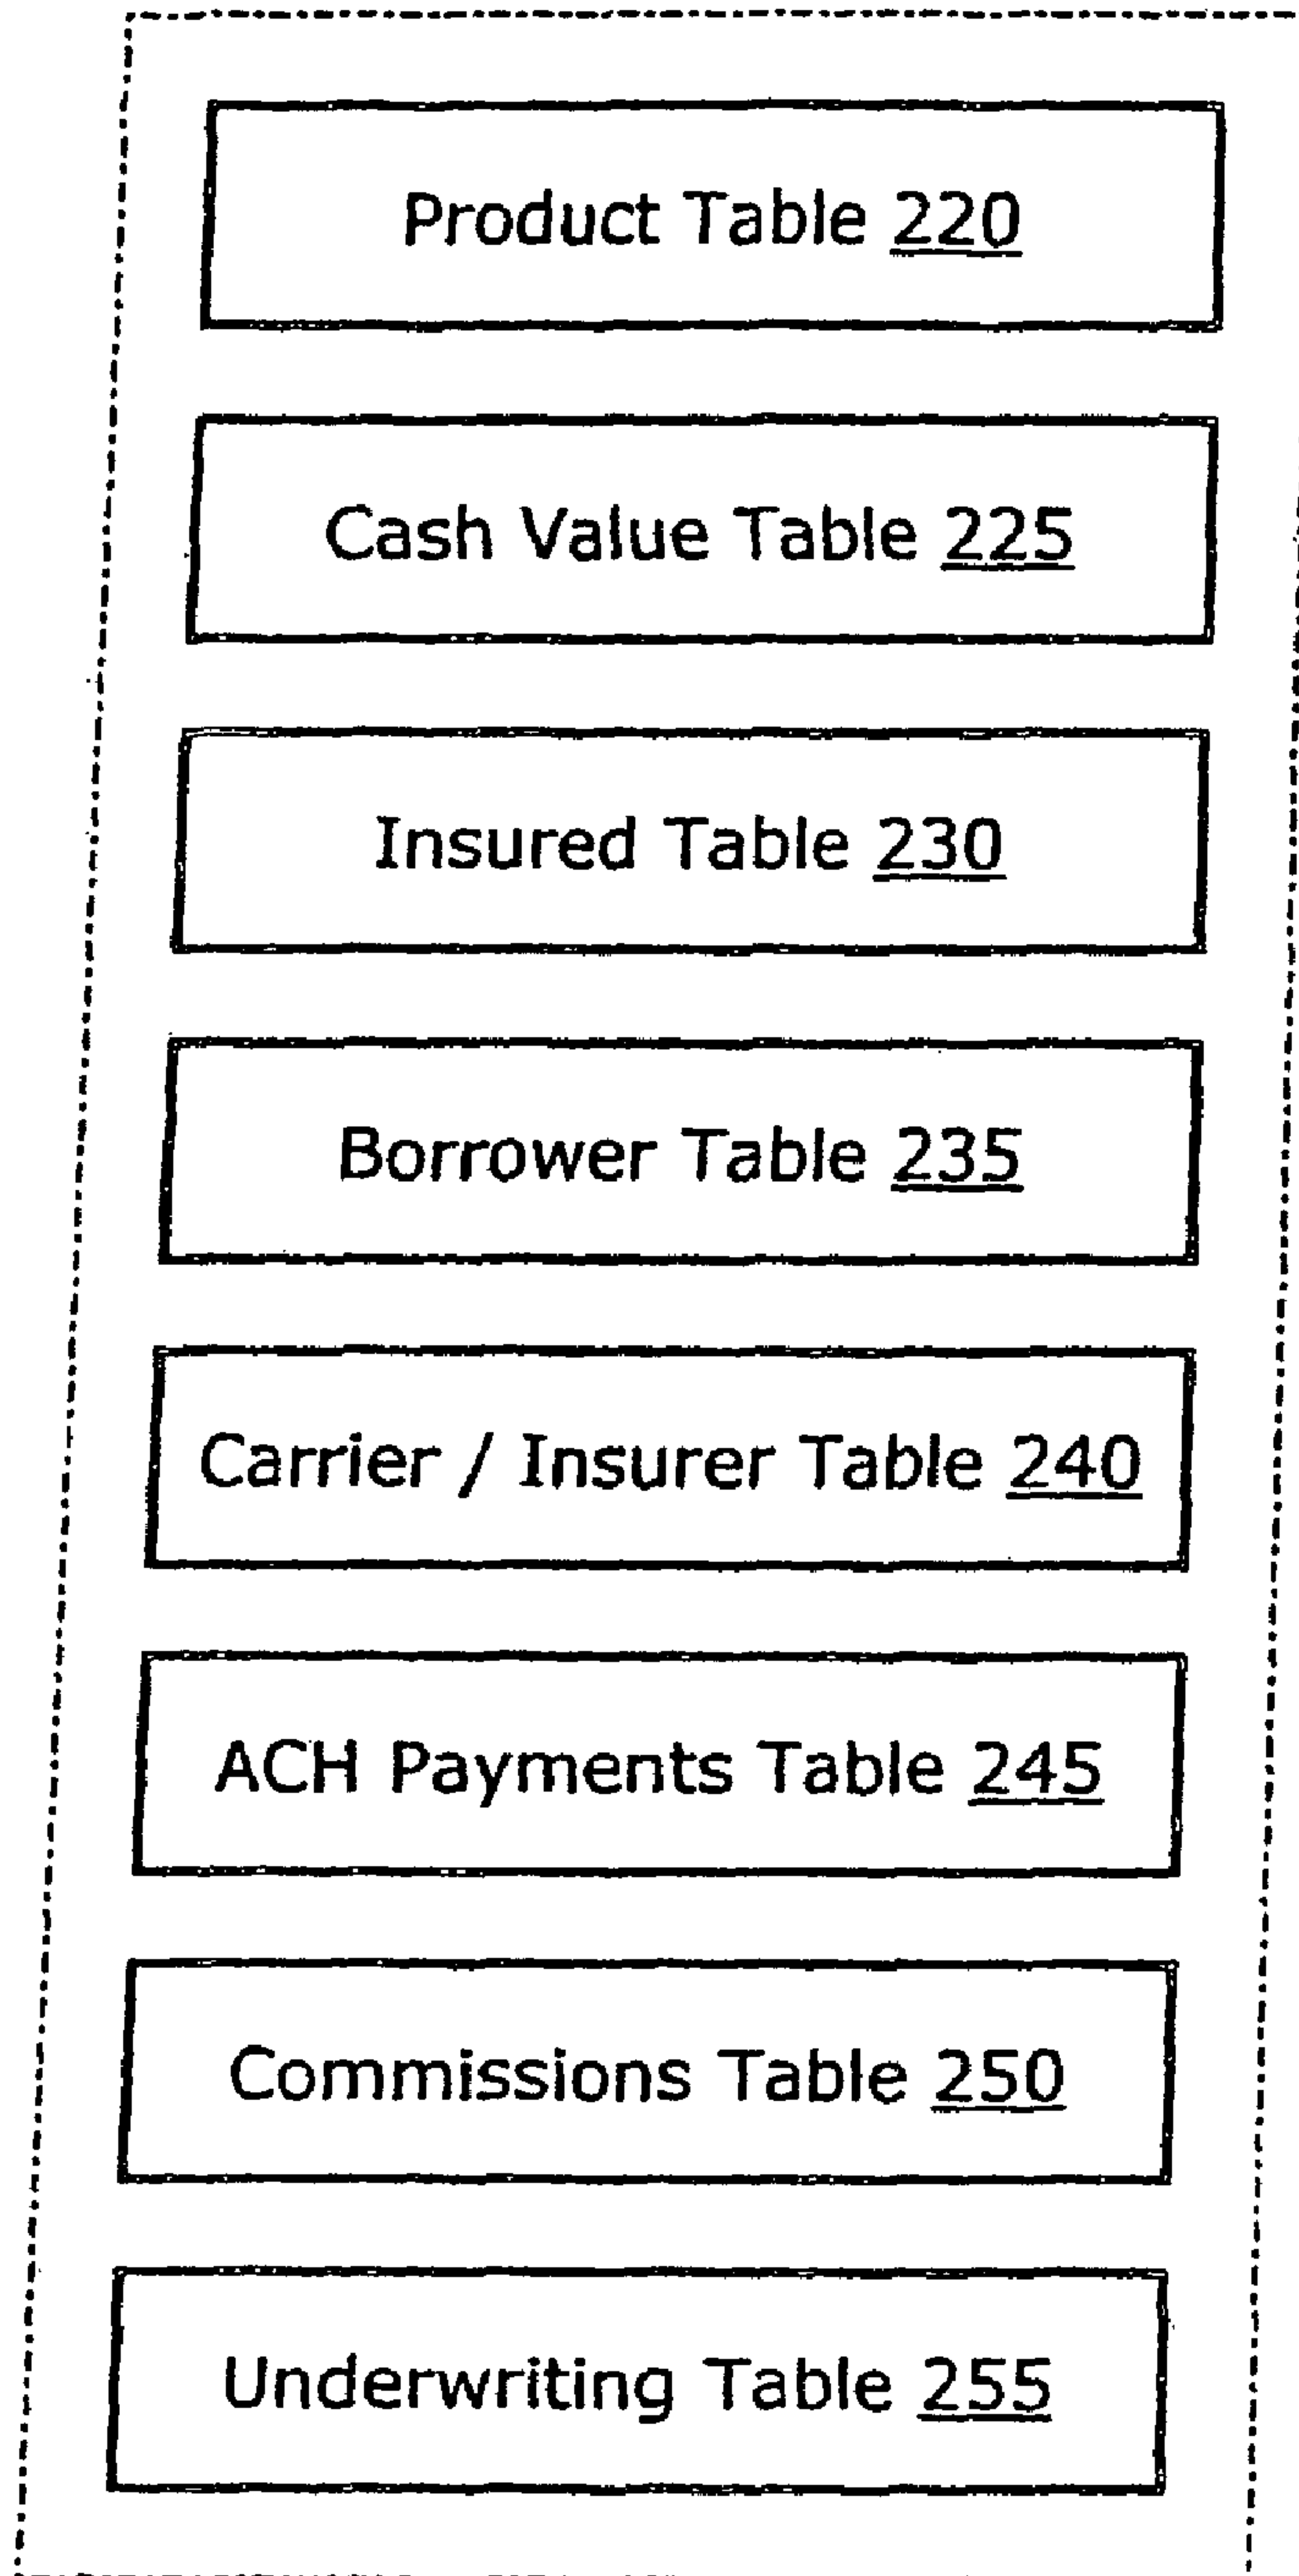 Product Table 220
Cash Value Table 225
Insured Table 230
Borrower Table 235
Carrier / Insurer Table 240
ACH Payments Table 245
Commissions Table 250
Underwriting Table 255